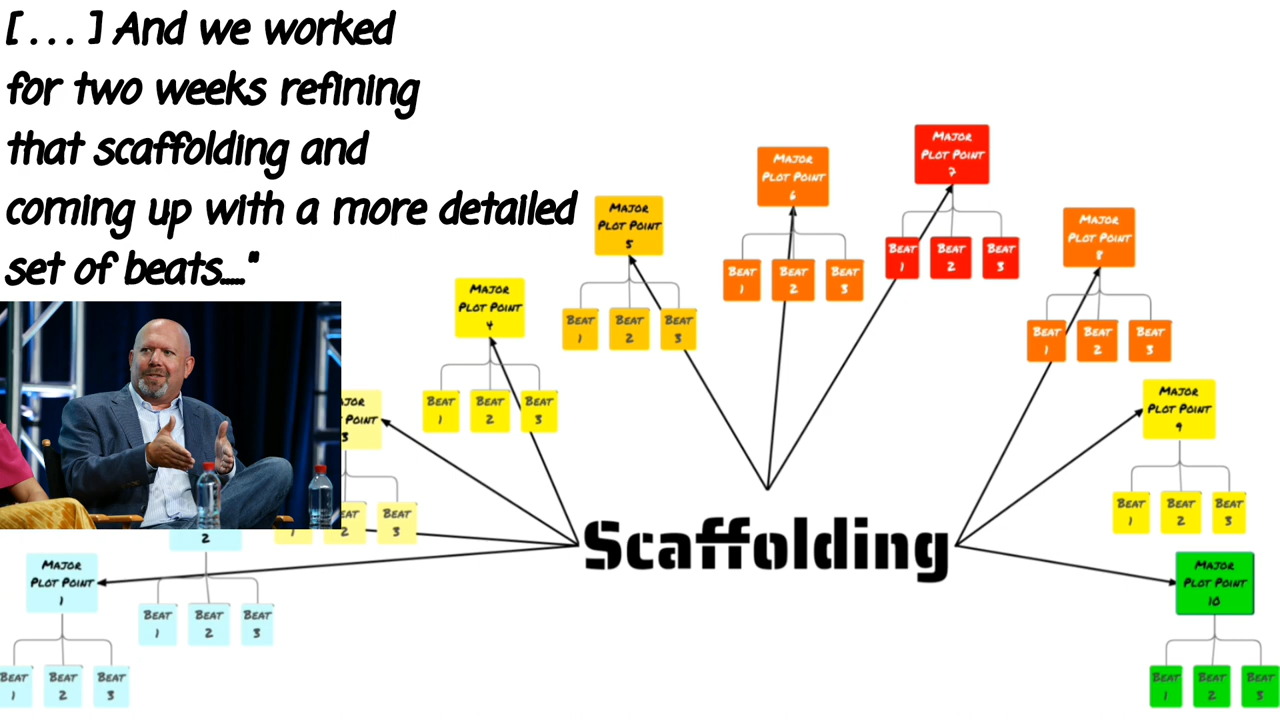 [...] And we worked
for two weeks refining
that scaffolding and
coming up with a more detailed
set of beats...."
Major
Plot Point
7
Beat
1
Beat
2
Beat
3
Major
Plot Point
6
Beat
1
Beat
2
Beat
3
Major
Plot Point
5
Beat
1
Beat
2
Beat
3
Major
Plot Point
8
Beat
1
Beat
2
Beat
3
Major
Plot Point
4
Beat
1
Beat
2
Beat
3
Point
3
2
Beat
3
Major
Plot Point
9
Beat
1
Beat
2
Beat
3
Scaffolding
2
Beat
1
Beat
2
Beat
3
Major
Plot Point
1
Beat
1
Beat
2
Beat
3
Major
Plot Point
10
Beat
1
Beat
2
Beat
3